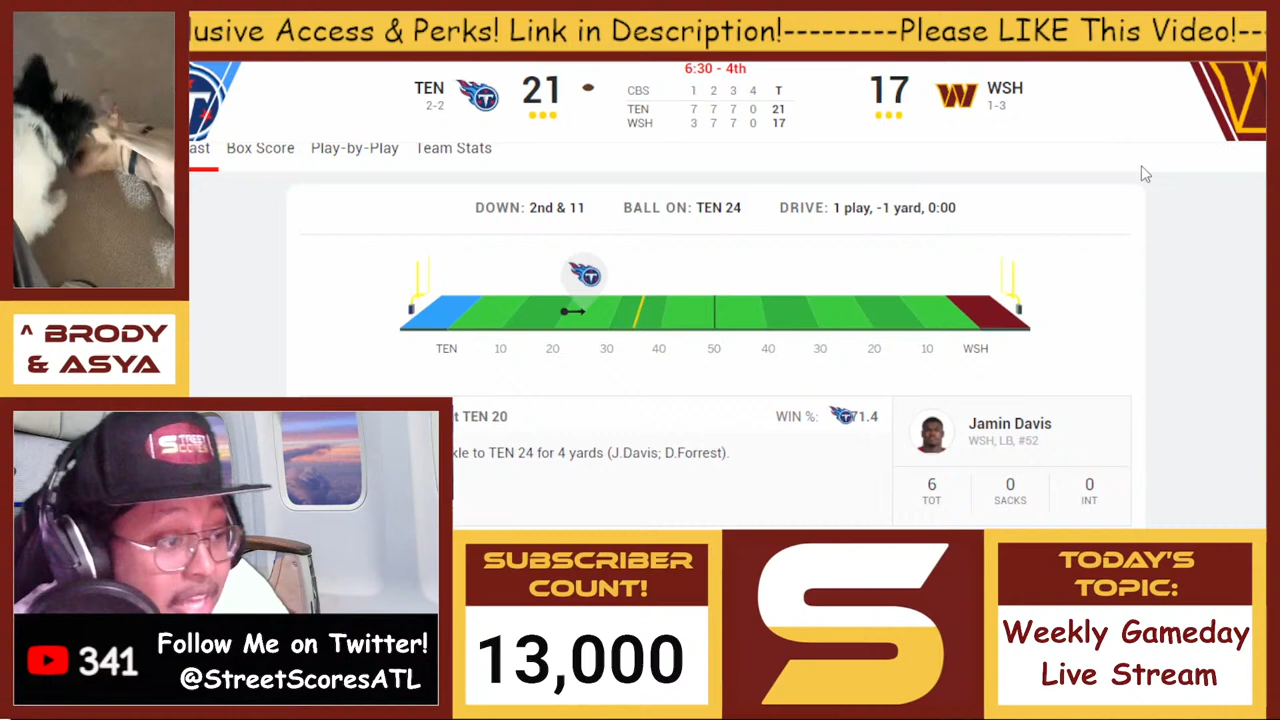 lusive Access & Perks! Link in Description!---------Please LIKE This Video!--
6:30 - 4th
TEN 21 CBS 1 2 3 4 T 17 WSH
2-2 TEN 7 7 7 0 21 1-3
WSH 3 7 7 0 17
ast Box Score Play-by-Play Team Stats
DOWN: 2nd & 11 BALL ON: TEN 24 DRIVE: 1 play, -1 yard, 0:00
TEN 10 20 30 40 50 40 30 20 10 WSH
^ BRODY
& ASYA
t TEN 20 WIN %: 71.4
kle to TEN 24 for 4 yards (J.Davis; D.Forrest).
Jamin Davis
WSH, LB, #52
6 0 0
TOT SACKS INT
STREET
SCORES
341 Follow Me on Twitter!
@StreetScoresATL
SUBSCRIBER
COUNT!
13,000
S
TODAY'S
TOPIC:
Weekly Gameday
Live Stream